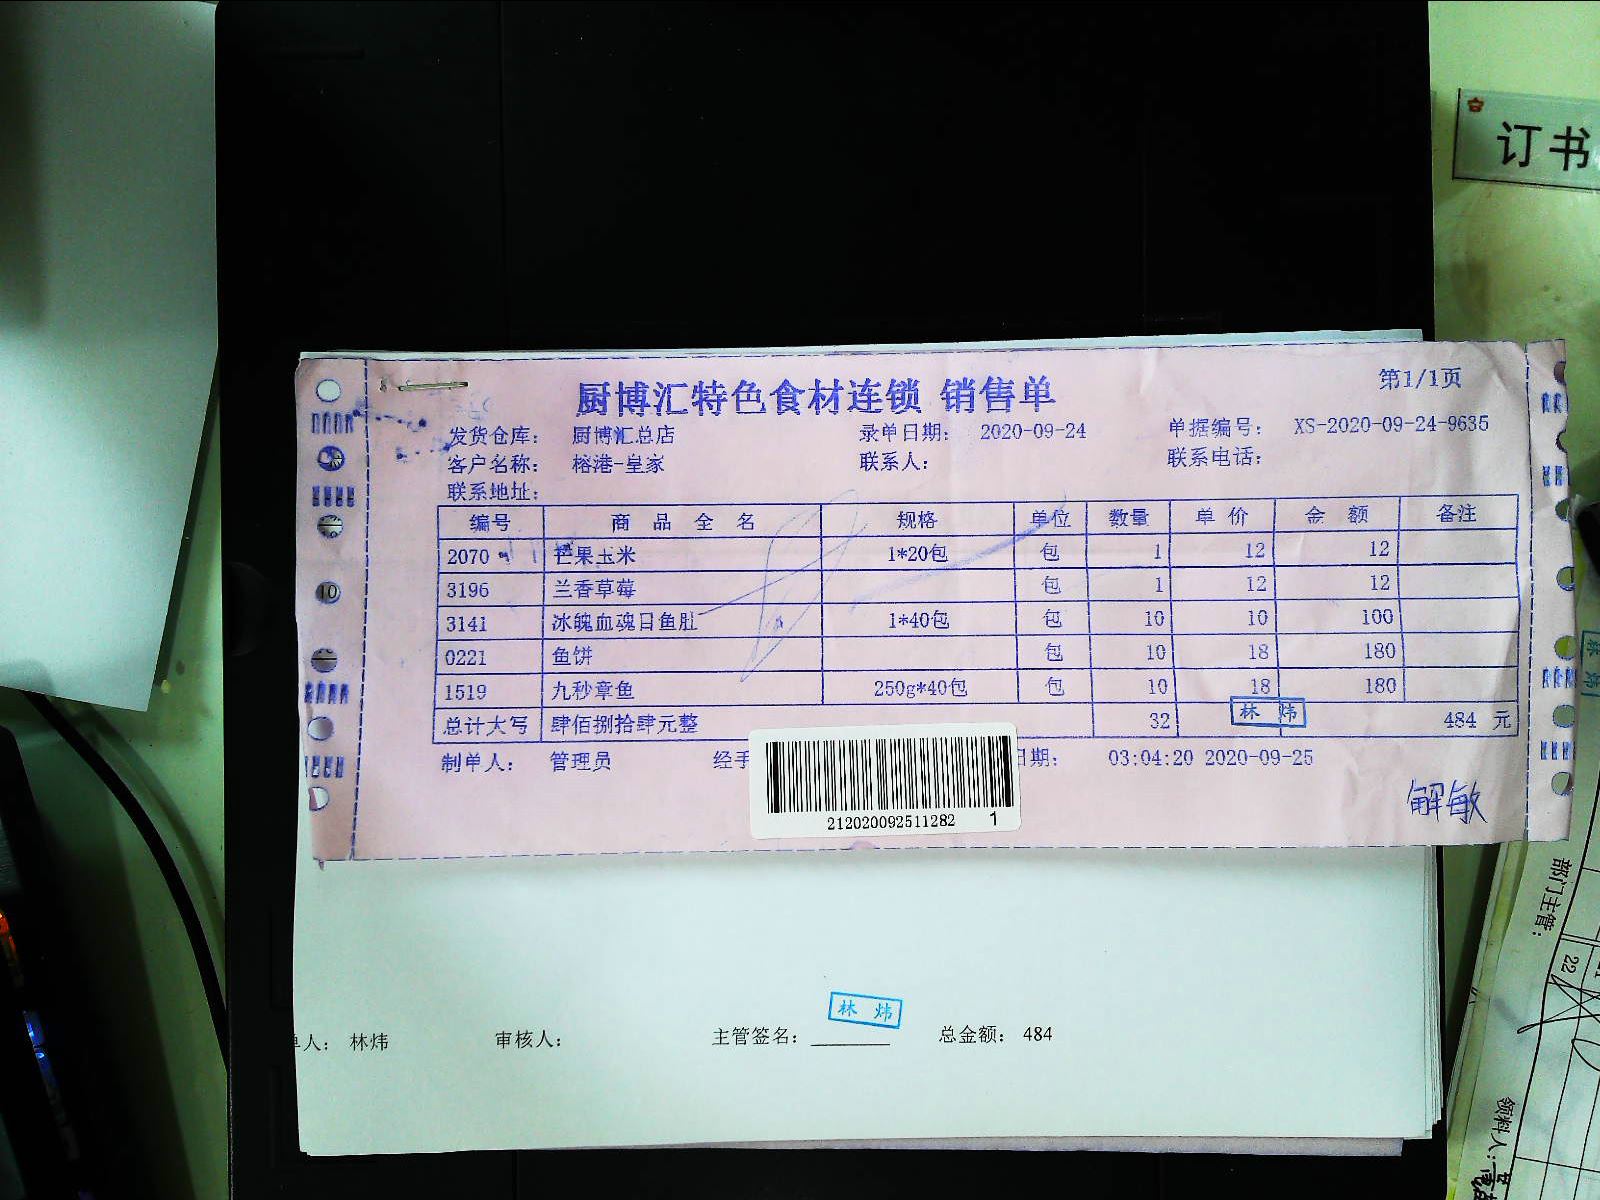 订书
厨博汇特色食材连锁 销售单
第1/1页
发货仓库： 厨博汇总店 录单日期： 2020-09-24 单据编号： XS-2020-09-24-9635
客户名称： 榕港-皇家 联系人： 联系电话：
联系地址：
编号 商品全名 规格 单位 数量 单价 金额 备注
2070 芒果玉米 1*20包 包 1 12 12
3196 兰香草莓 包 1 12 12
3141 冰魄血魂日鱼肚 1*40包 包 10 10 100
0221 鱼饼 包 10 18 180
1519 九秒章鱼 250g*40包 包 10 18 180
总计大写 肆佰捌拾肆元整 32 484 元
林 炜
制单人： 管理员 经手 日期： 03:04:20 2020-09-25
212020092511282 1
解敏
林 炜
单人： 林炜 审核人： 主管签名： 总金额： 484
部门主管：
22
领料人：